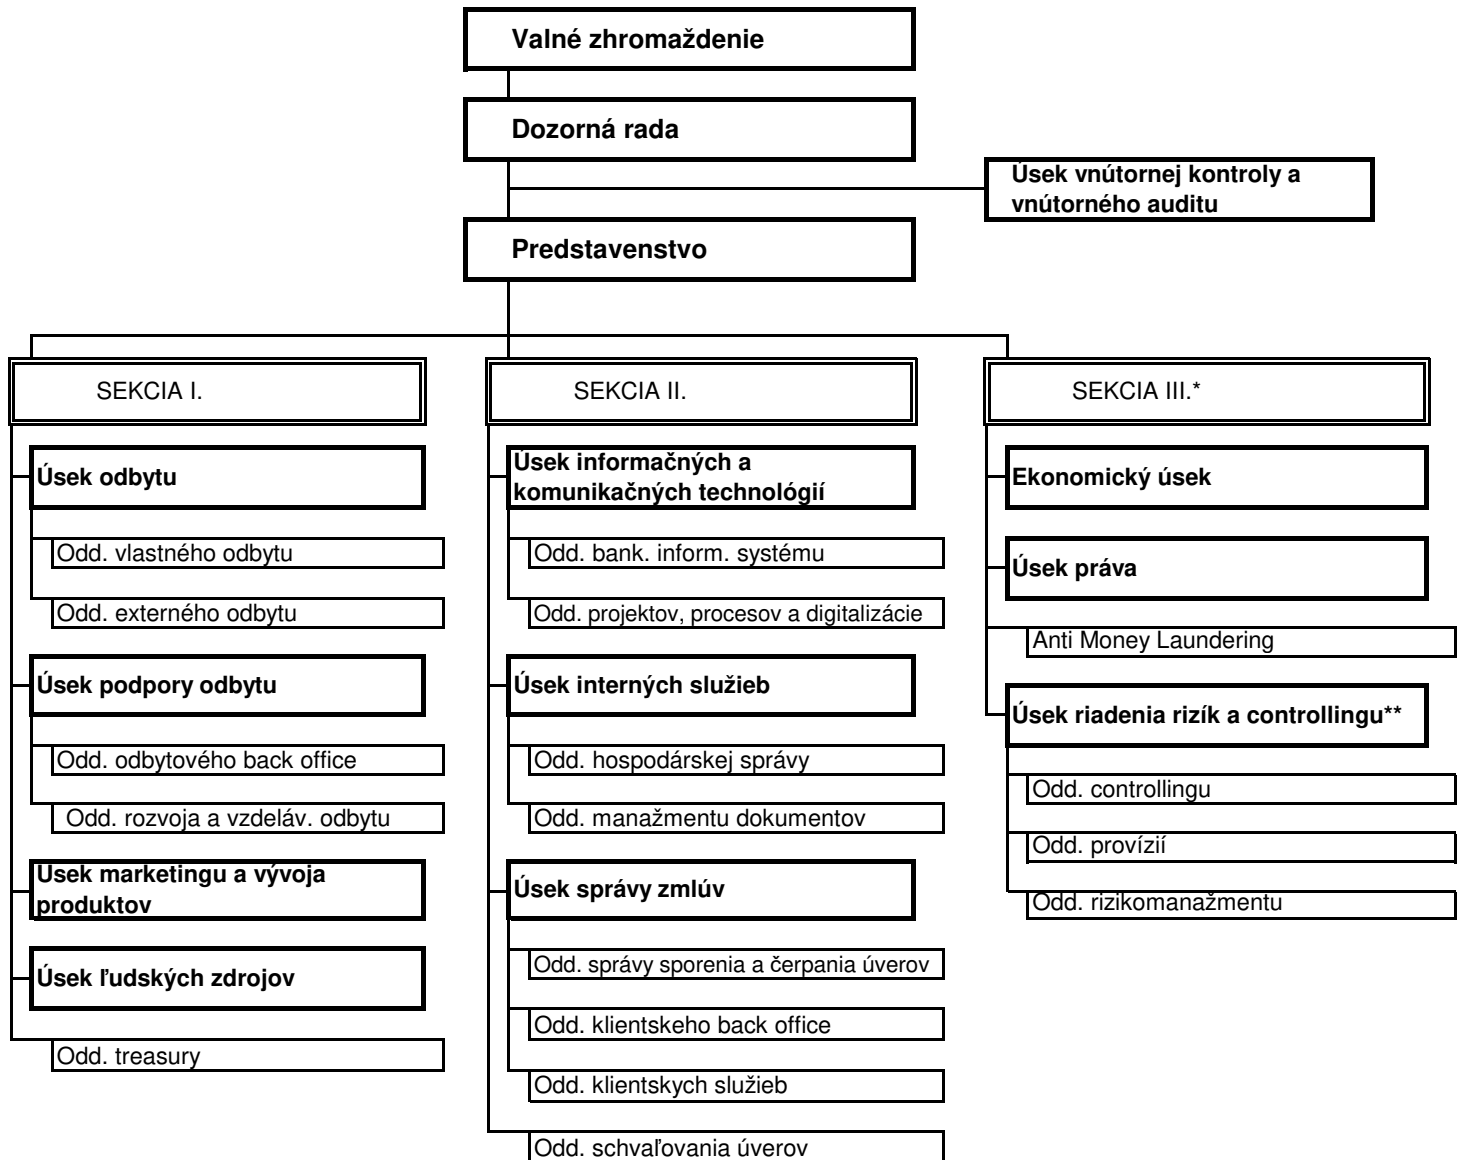 Valné zhromaždenie
Dozorná rada
Úsek vnútornej kontroly a
vnútorného auditu
Predstavenstvo
SEKCIA I.
Úsek odbytu
Odd. vlastného odbytu
Odd. externého odbytu
Úsek podpory odbytu
Odd. odbytového back office
Odd. rozvoja a vzdeláv. odbytu
Úsek marketingu a vývoja
produktov
Úsek ľudských zdrojov
Odd. treasury
SEKCIA II.
Úsek informačných a
komunikačných technológií
Odd. bank. inform. systému
Odd. projektov, procesov a digitalizácie
Úsek interných služieb
Odd. hospodárskej správy
Odd. manažmentu dokumentov
Úsek správy zmlúv
Odd. správy sporenia a čerpania úverov
Odd. klientskeho back office
Odd. klientskych služieb
Odd. schvaľovania úverov
SEKCIA III.*
Ekonomický úsek
Úsek práva
Anti Money Laundering
Úsek riadenia rizík a controllingu**
Odd. controllingu
Odd. provízií
Odd. rizikomanažmentu